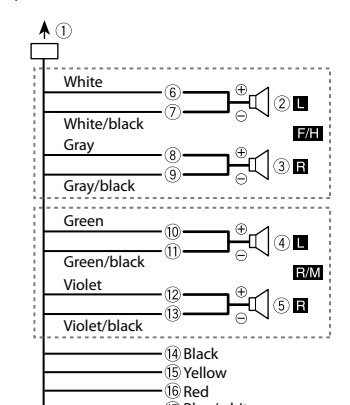 ①
White
⑥ ⊕ ② L
⑦ ⊖
White/black
F/H
Gray
⑧ ⊕ ③ R
⑨ ⊖
Gray/black
Green
⑩ ⊕ ④ L
⑪ ⊖
Green/black
R/M
Violet
⑫ ⊕ ⑤ R
⑬ ⊖
Violet/black
⑭ Black
⑮ Yellow
⑯ Red